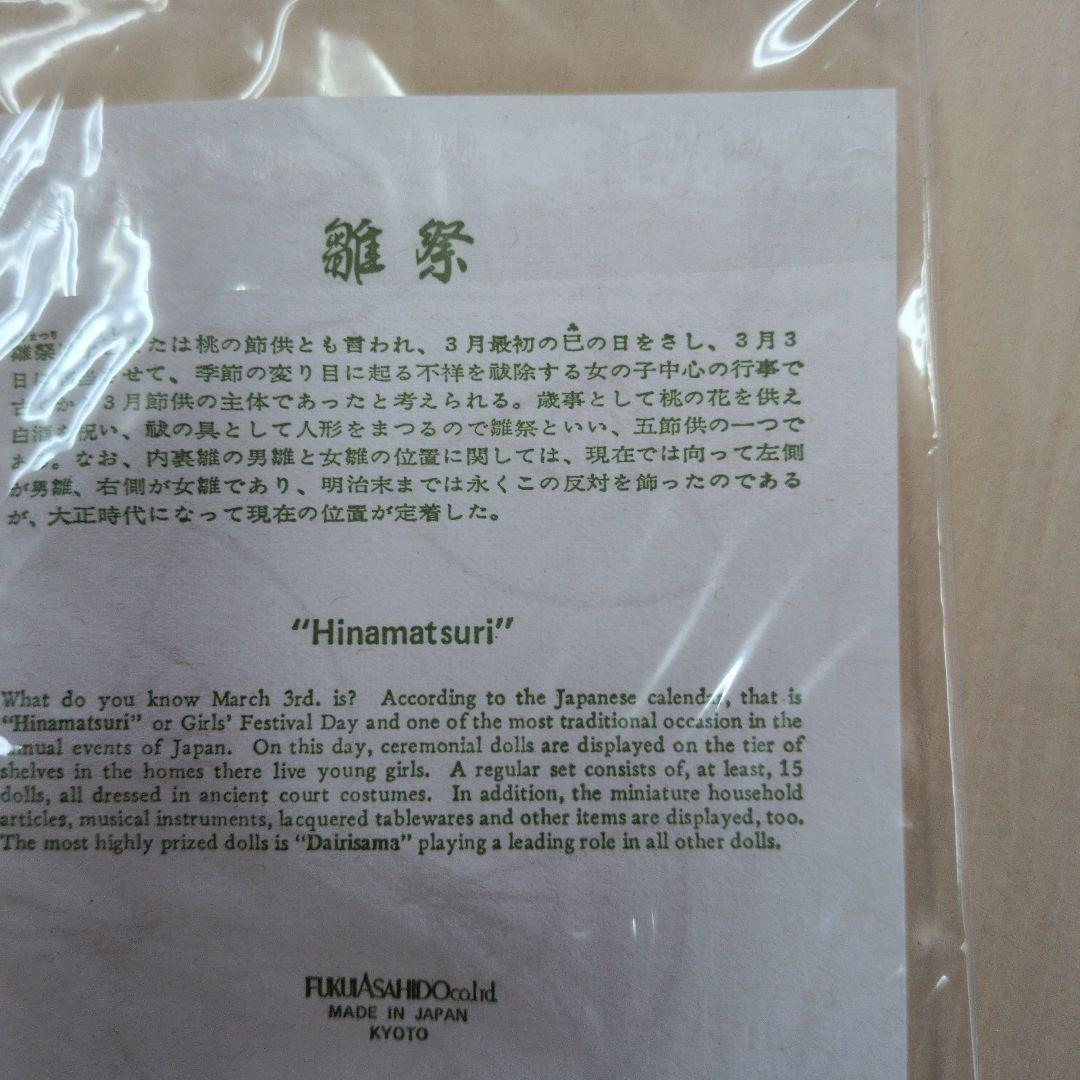 雛祭
まつり
雛祭 たは桃の節供とも言われ、3月最初の巳の日をさし、3月3
み
日に せて、季節の変り目に起る不祥を祓除する女の子中心の行事で
古 か 3月節供の主体であったと考えられる。歳事として桃の花を供え
白酒を祝い、祓の具として人形をまつるので雛祭といい、五節供の一つで
ある。なお、内裏雛の男雛と女雛の位置に関しては、現在では向って左側
が男雛、右側が女雛であり、明治末までは永くこの反対を飾ったのである
が、大正時代になって現在の位置が定着した。
“Hinamatsuri”
What do you know March 3rd. is? According to the Japanese calendar, that is
“Hinamatsuri” or Girls' Festival Day and one of the most traditional occasion in the
annual events of Japan. On this day, ceremonial dolls are displayed on the tier of
shelves in the homes there live young girls. A regular set consists of, at least, 15
dolls, all dressed in ancient court costumes. In addition, the miniature household
articles, musical instruments, lacquered tablewares and other items are displayed, too.
The most highly prized dolls is “Dairisama” playing a leading role in all other dolls.
FUKUI ASAHIDO co.ltd.
MADE IN JAPAN
KYOTO